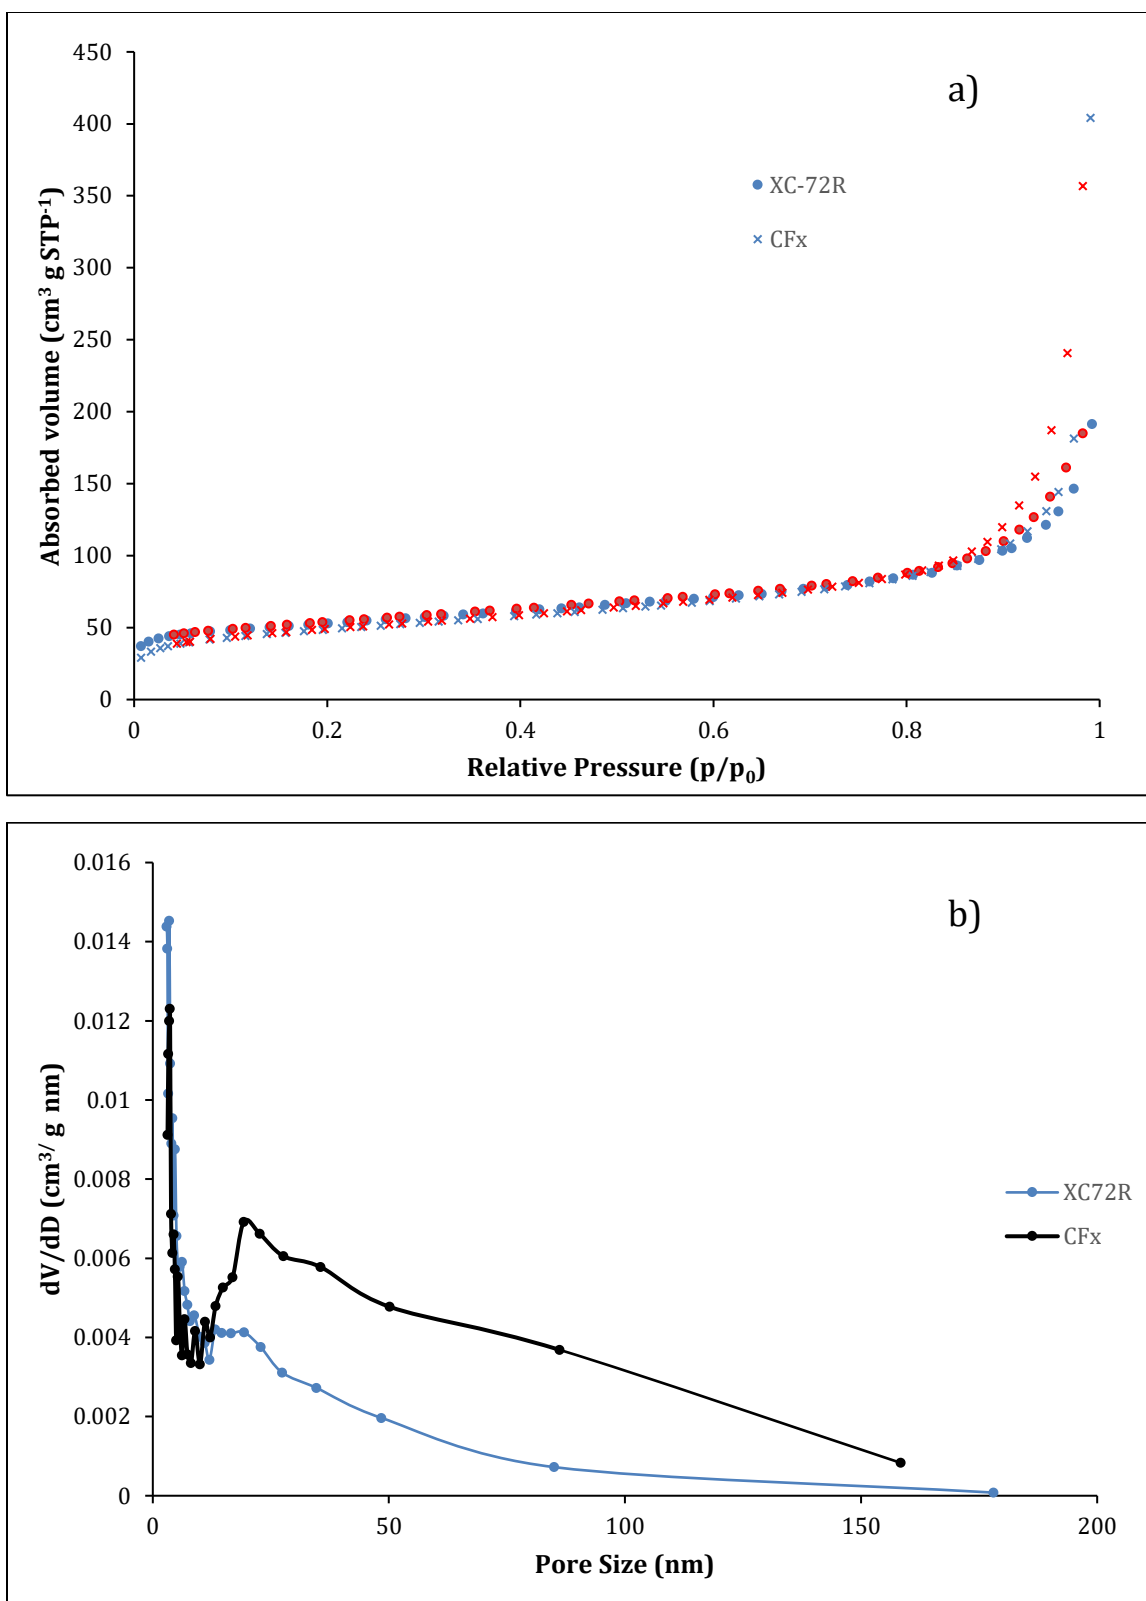 a)
450
400
350
300
250
200
150
100
50
0
Absorbed volume (cm³ g STP⁻¹)
XC-72R
CFx
0 0.2 0.4 0.6 0.8 1
Relative Pressure (p/p₀)
b)
0.016
0.014
0.012
0.01
0.008
0.006
0.004
0.002
0
dV/dD (cm³/ g nm)
XC72R
CFx
0 50 100 150 200
Pore Size (nm)